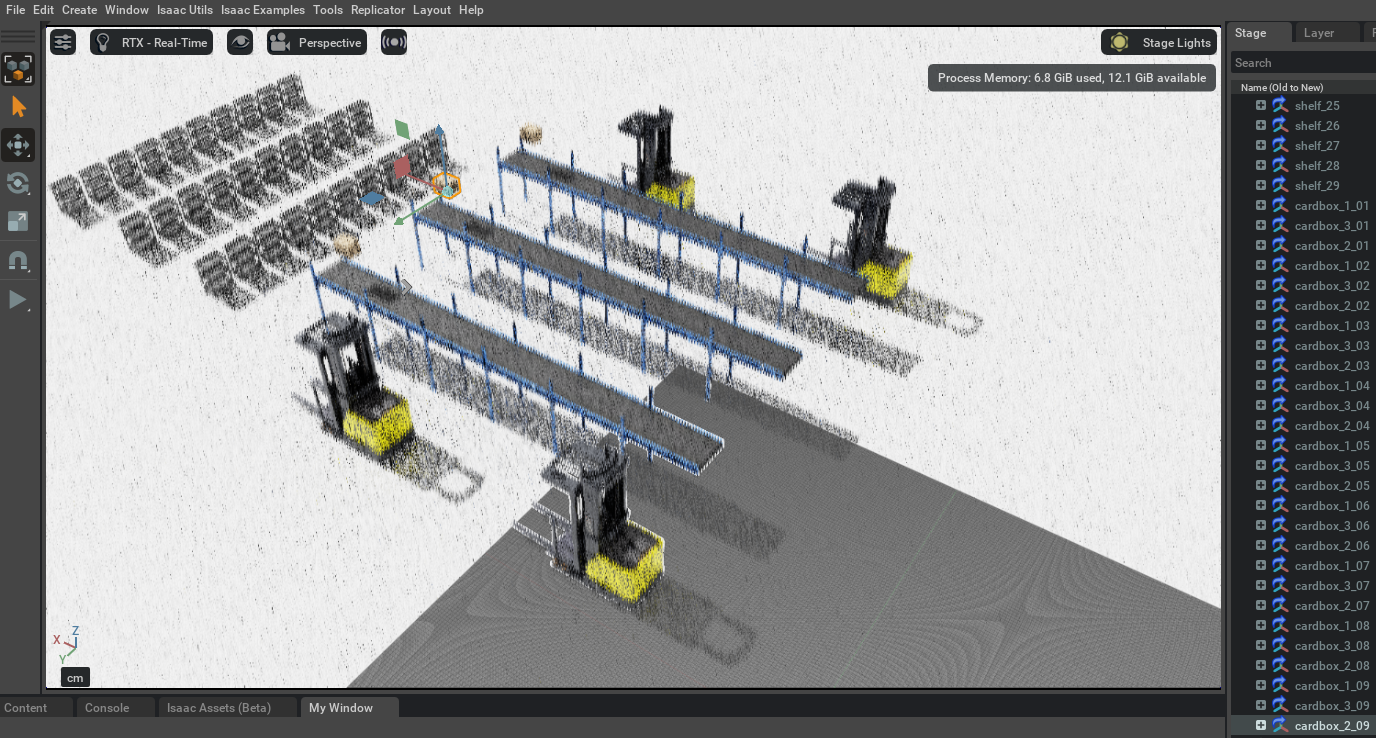 File Edit Create Window Isaac Utils Isaac Examples Tools Replicator Layout Help
RTX - Real-Time
Perspective
Stage Lights
Process Memory: 6.8 GiB used, 12.1 GiB available
X
Z
Y
cm
Content
Console
Isaac Assets (Beta)
My Window
Stage
Layer
Search
Name (Old to New)
shelf_25
shelf_26
shelf_27
shelf_28
shelf_29
cardbox_1_01
cardbox_3_01
cardbox_2_01
cardbox_1_02
cardbox_3_02
cardbox_2_02
cardbox_1_03
cardbox_3_03
cardbox_2_03
cardbox_1_04
cardbox_3_04
cardbox_2_04
cardbox_1_05
cardbox_3_05
cardbox_2_05
cardbox_1_06
cardbox_3_06
cardbox_2_06
cardbox_1_07
cardbox_3_07
cardbox_2_07
cardbox_1_08
cardbox_3_08
cardbox_2_08
cardbox_1_09
cardbox_3_09
cardbox_2_09